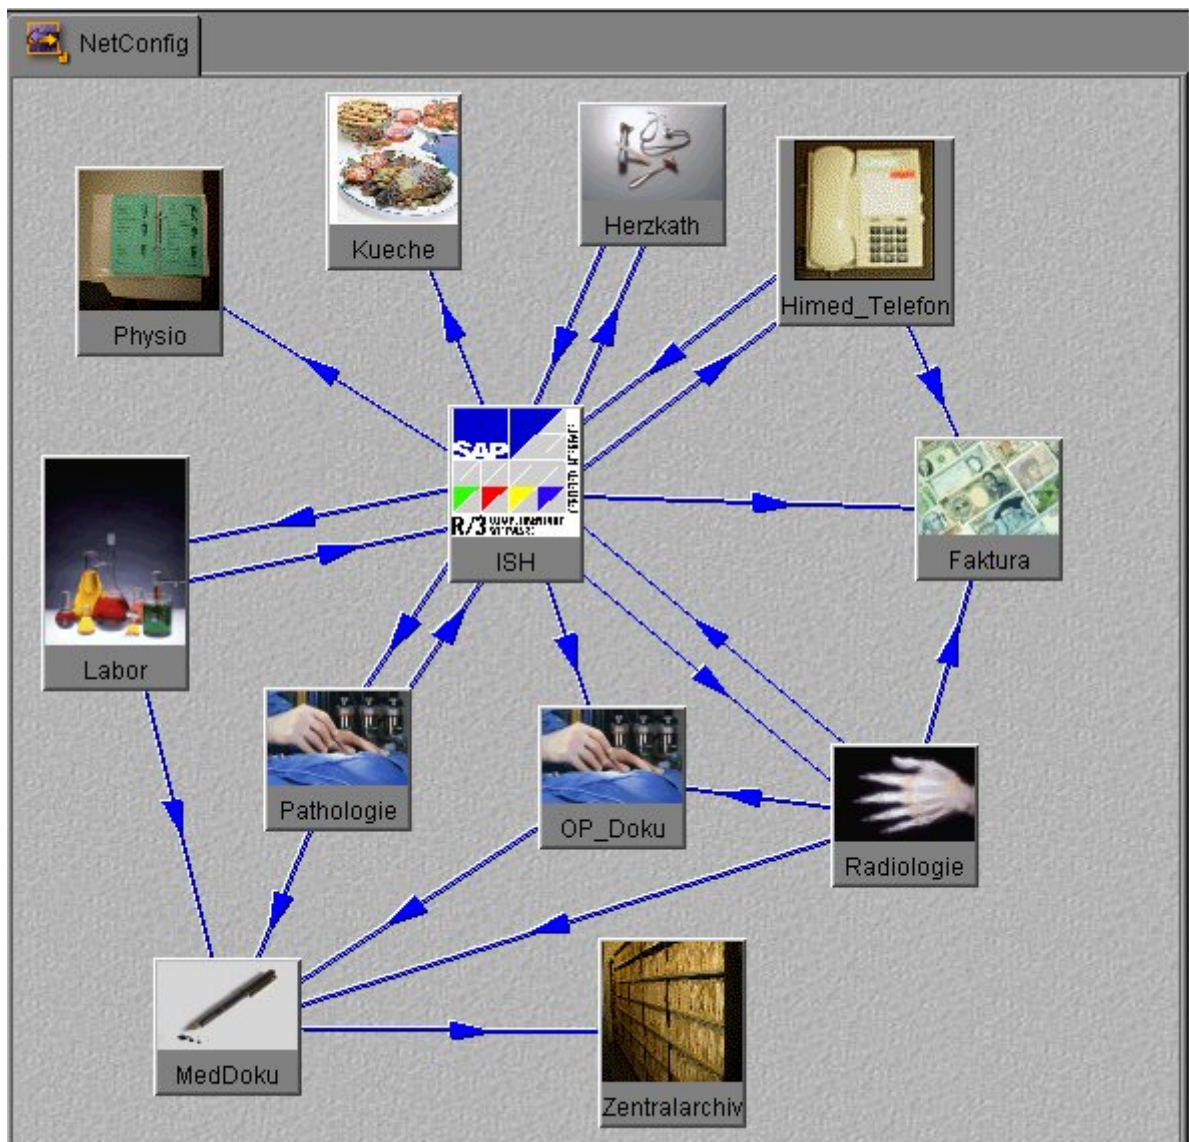 NetConfig
Kueche
Herzkath
Himed_Telefon
Physio
SAP
R/3
ISH
Faktura
Labor
Pathologie
OP_Doku
Radiologie
MedDoku
Zentralarchiv